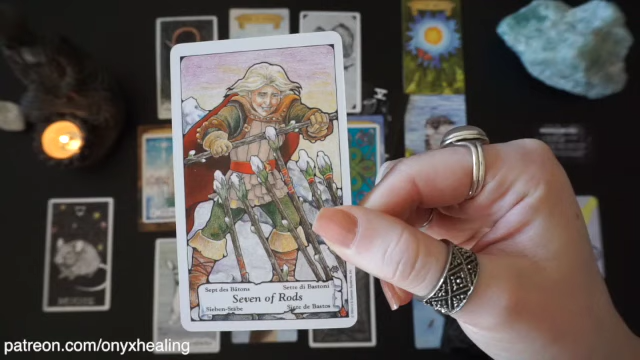 Sept des Bâtons Sette di Bastoni
Seven of Rods
Sieben-Stäbe Siete de Bastos
patreon.com/onyxhealing